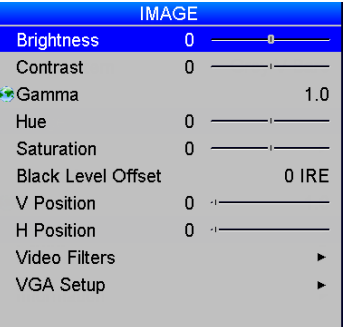 IMAGE
Brightness 0
Contrast 0
Gamma 1.0
Hue 0
Saturation 0
Black Level Offset 0 IRE
V Position 0
H Position 0
Video Filters
VGA Setup